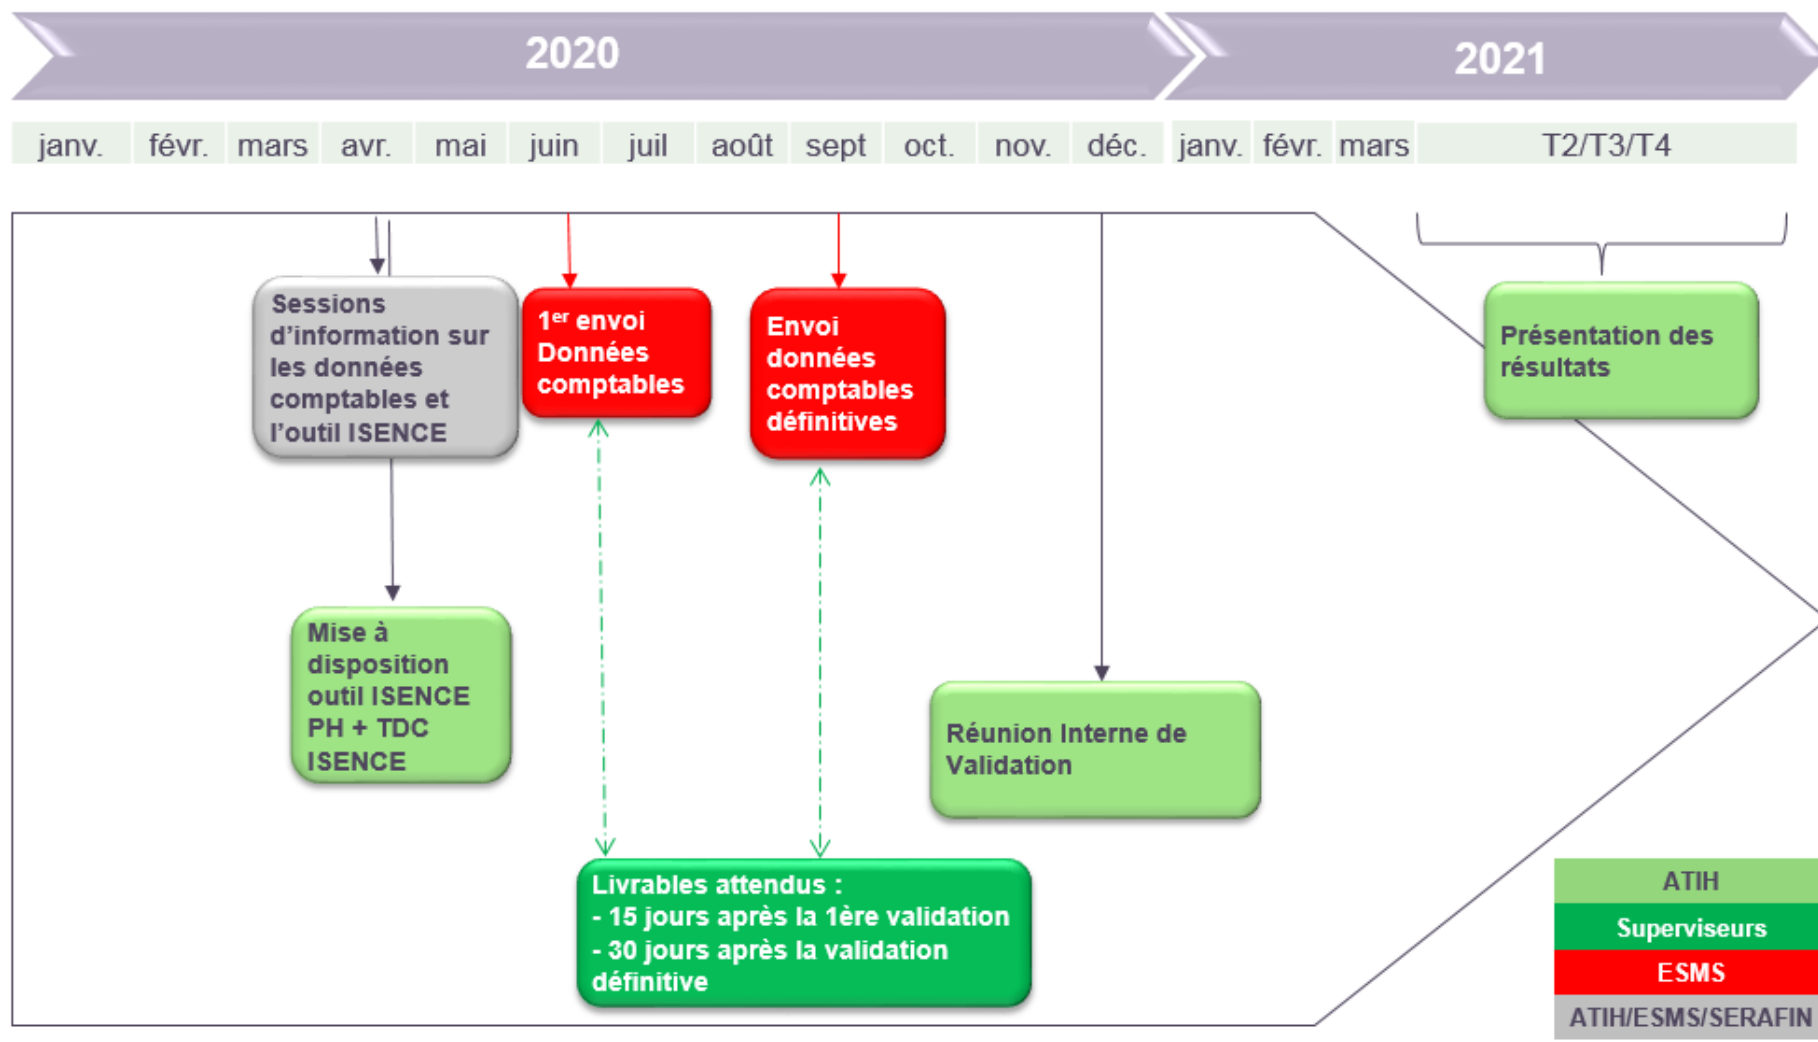 2020
2021
janv. févr. mars avr. mai juin juil août sept oct. nov. déc. janv. févr. mars T2/T3/T4
Sessions
d'information sur
les données
comptables et
l'outil ISENCE
1er envoi
Données
comptables
Envoi
données
comptables
définitives
Présentation des
résultats
Mise à
disposition
outil ISENCE
PH + TDC
ISENCE
Réunion Interne de
Validation
Livrables attendus :
- 15 jours après la 1ère validation
- 30 jours après la validation
définitive
ATIH
Superviseurs
ESMS
ATIH/ESMS/SERAFIN